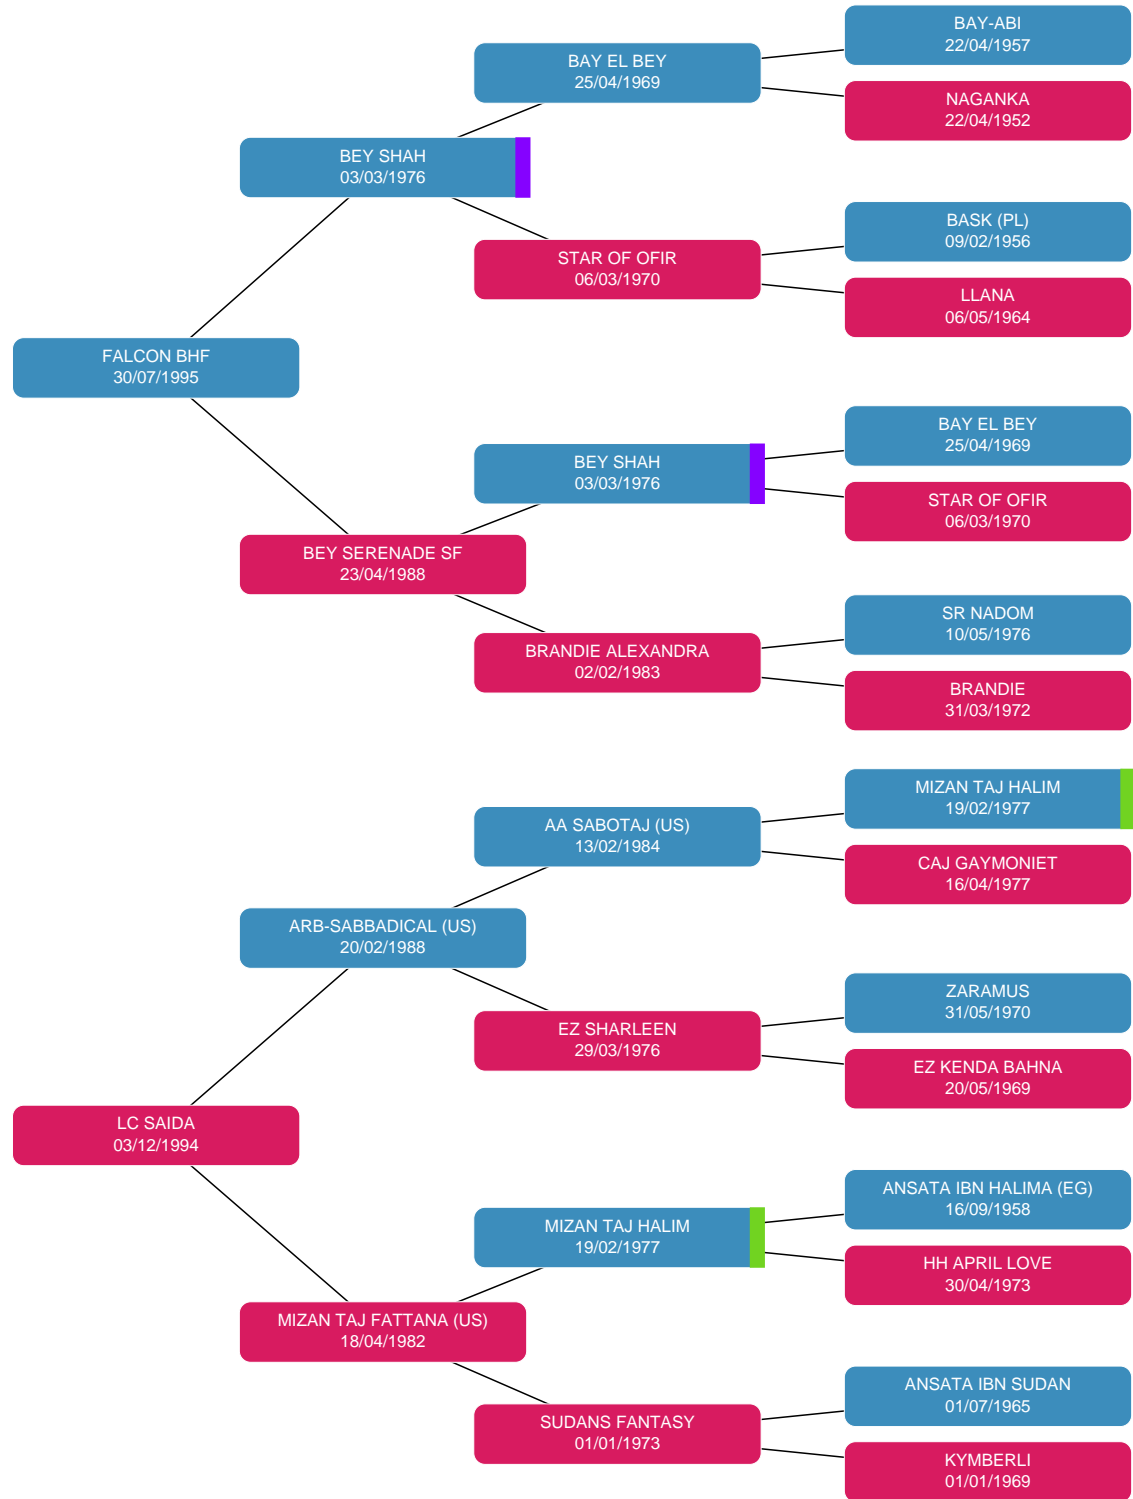 BAY-ABI
22/04/1957
BAY EL BEY
25/04/1969
NAGANKA
22/04/1952
BEY SHAH
03/03/1976
BASK (PL)
09/02/1956
STAR OF OFIR
06/03/1970
LLANA
06/05/1964
FALCON BHF
30/07/1995
BAY EL BEY
25/04/1969
BEY SHAH
03/03/1976
STAR OF OFIR
06/03/1970
BEY SERENADE SF
23/04/1988
SR NADOM
10/05/1976
BRANDIE ALEXANDRA
02/02/1983
BRANDIE
31/03/1972
MIZAN TAJ HALIM
19/02/1977
AA SABOTAJ (US)
13/02/1984
CAJ GAYMONIET
16/04/1977
ARB-SABBADICAL (US)
20/02/1988
ZARAMUS
31/05/1970
EZ SHARLEEN
29/03/1976
EZ KENDA BAHNA
20/05/1969
LC SAIDA
03/12/1994
ANSATA IBN HALIMA (EG)
16/09/1958
MIZAN TAJ HALIM
19/02/1977
HH APRIL LOVE
30/04/1973
MIZAN TAJ FATTANA (US)
18/04/1982
ANSATA IBN SUDAN
01/07/1965
SUDANS FANTASY
01/01/1973
KYMBERLI
01/01/1969